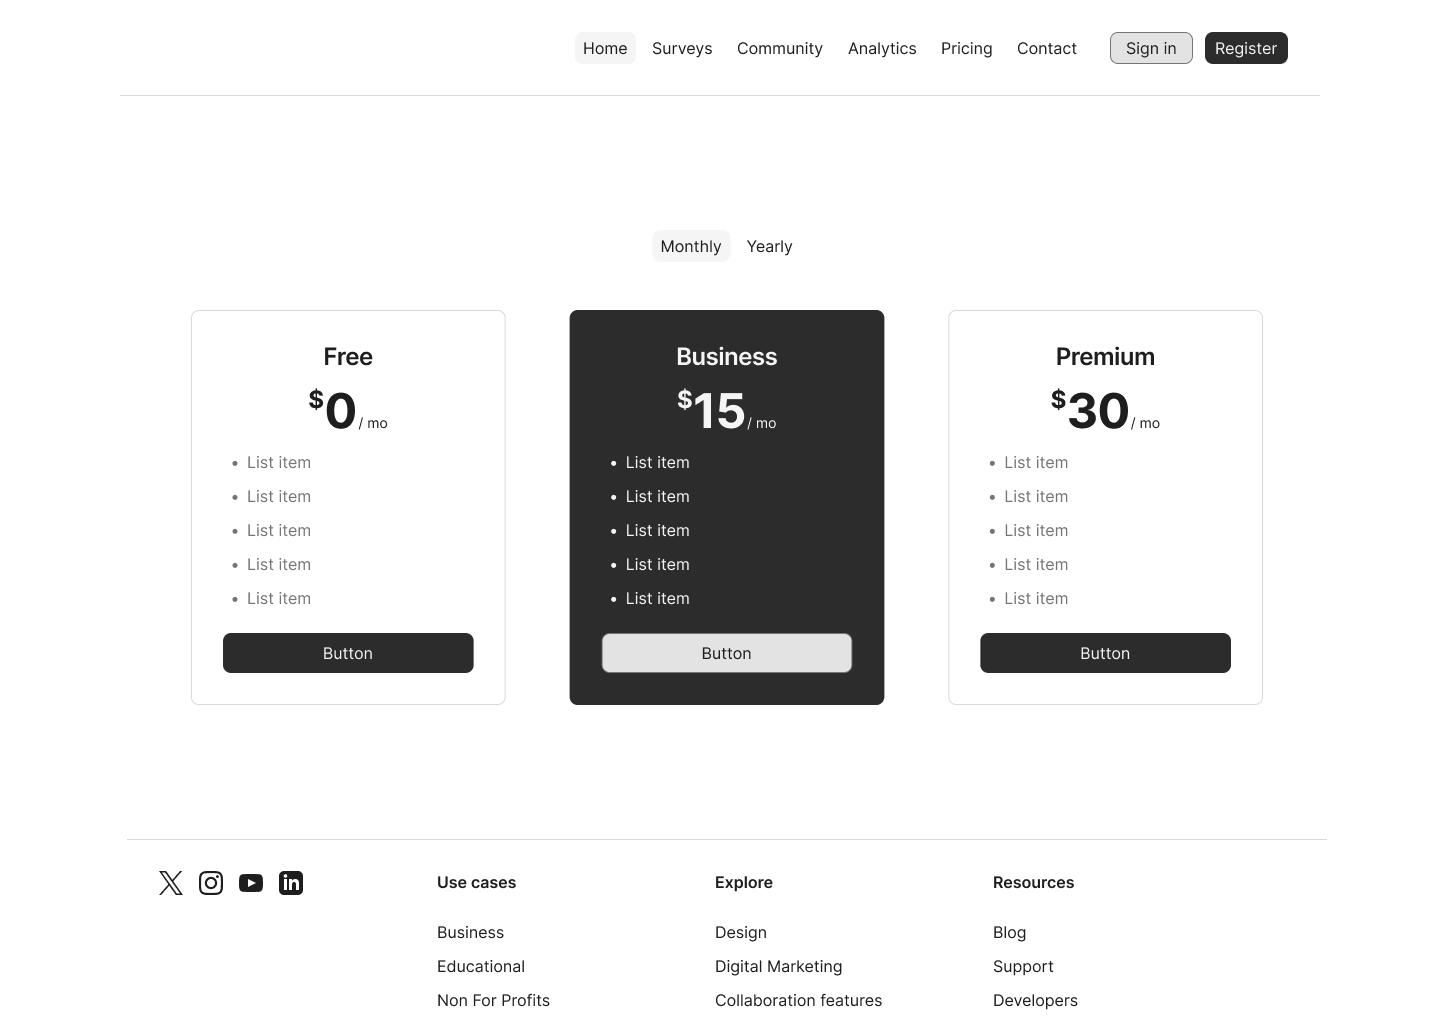 Home Surveys Community Analytics Pricing Contact Sign in Register
Monthly Yearly
Free
$0 / mo
List item
List item
List item
List item
List item
Button
Business
$15 / mo
List item
List item
List item
List item
List item
Button
Premium
$30 / mo
List item
List item
List item
List item
List item
Button
Use cases
Business
Educational
Non For Profits
Explore
Design
Digital Marketing
Collaboration features
Resources
Blog
Support
Developers